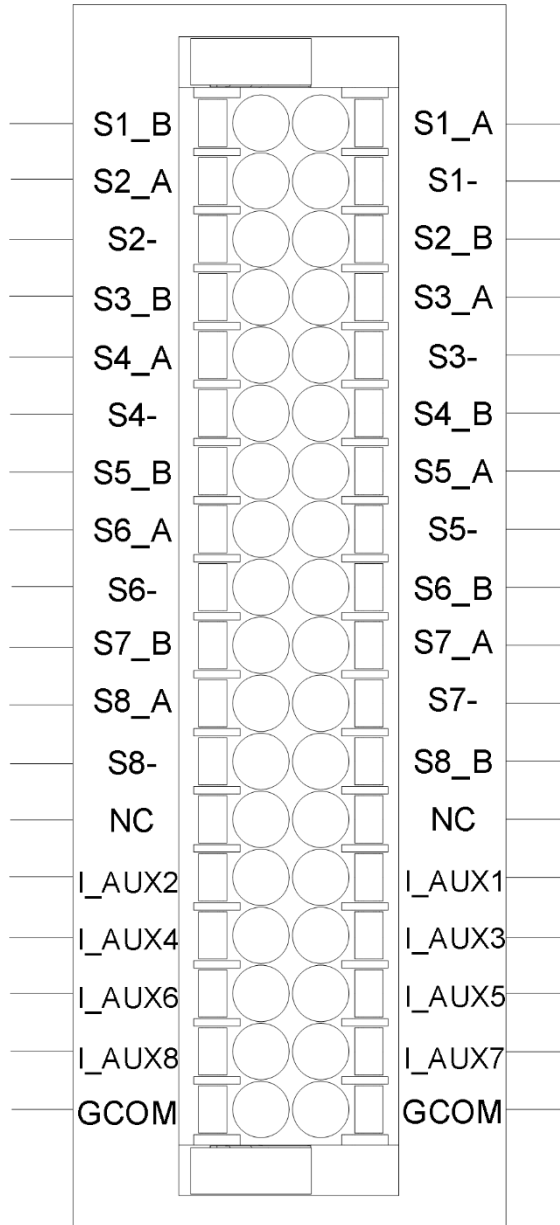 S1_B S1_A
S2_A S1-
S2- S2_B
S3_B S3_A
S4_A S3-
S4- S4_B
S5_B S5_A
S6_A S5-
S6- S6_B
S7_B S7_A
S8_A S7-
S8- S8_B
NC NC
I_AUX2 I_AUX1
I_AUX4 I_AUX3
I_AUX6 I_AUX5
I_AUX8 I_AUX7
GCOM GCOM